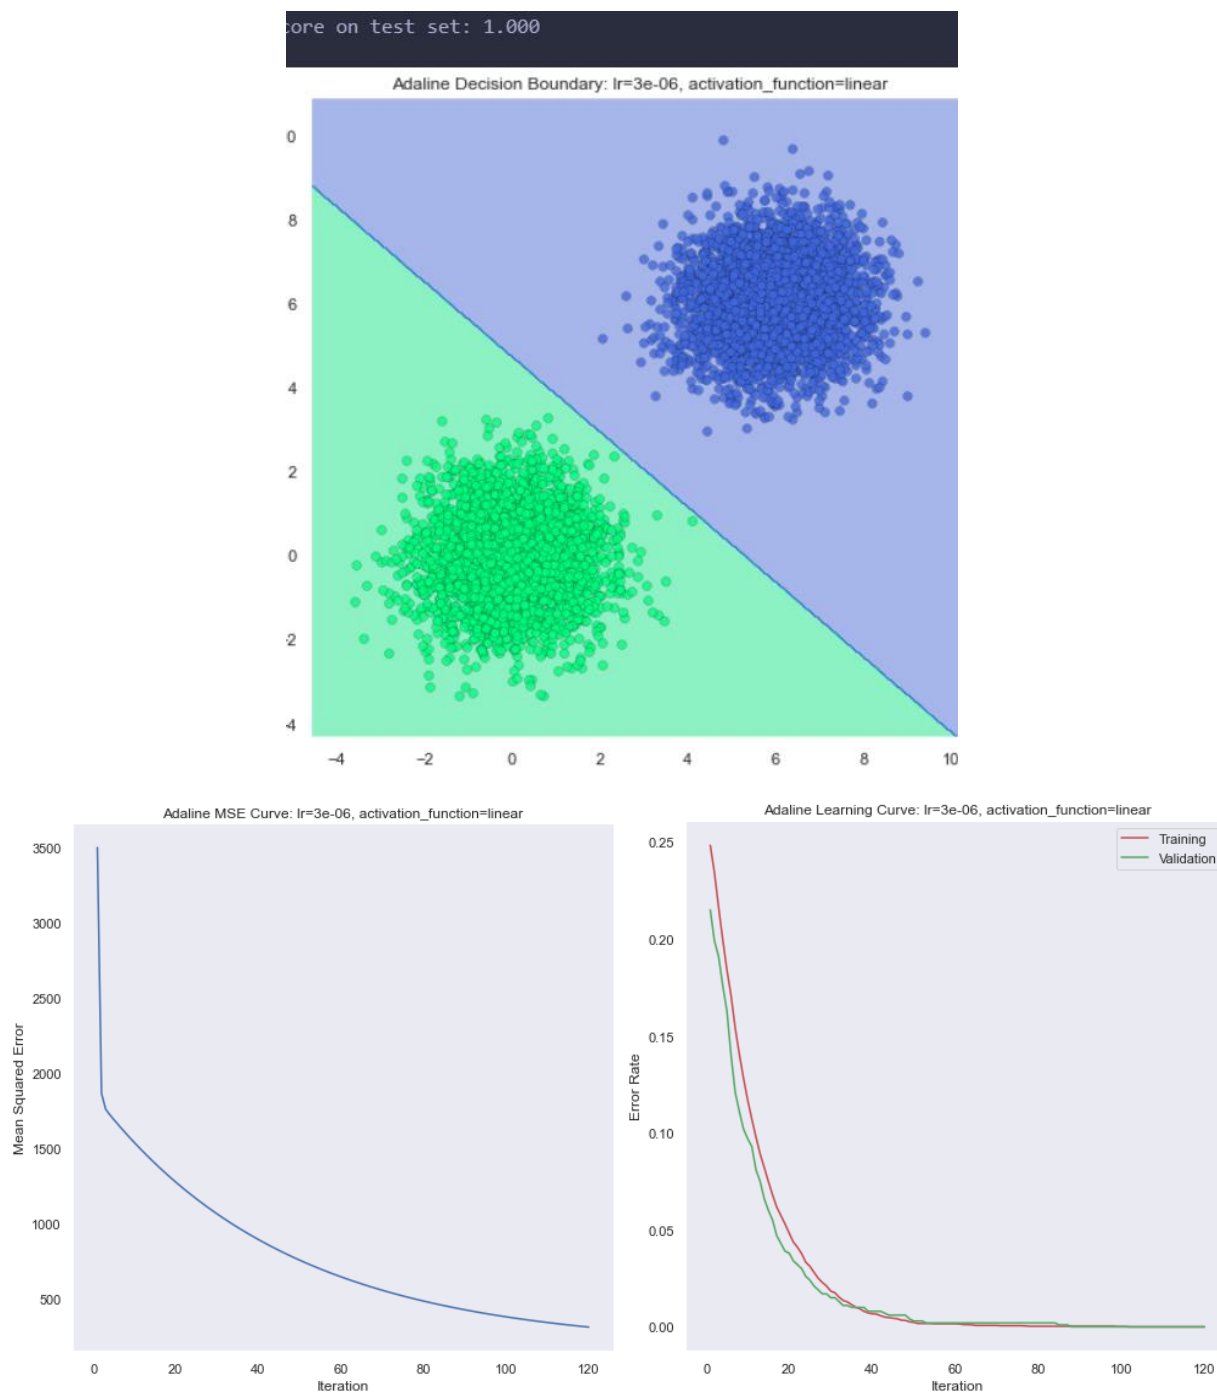 core on test set: 1.000
Adaline Decision Boundary: lr=3e-06, activation_function=linear
0
8
6
4
2
0
-2
-4
−4 −2 0 2 4 6 8 10
Adaline MSE Curve: lr=3e-06, activation_function=linear
3500
3000
2500
2000
1500
1000
500
Mean Squared Error
0 20 40 60 80 100 120
Iteration
Adaline Learning Curve: lr=3e-06, activation_function=linear
Training
Validation
0.25
0.20
0.15
0.10
0.05
0.00
Error Rate
0 20 40 60 80 100 120
Iteration